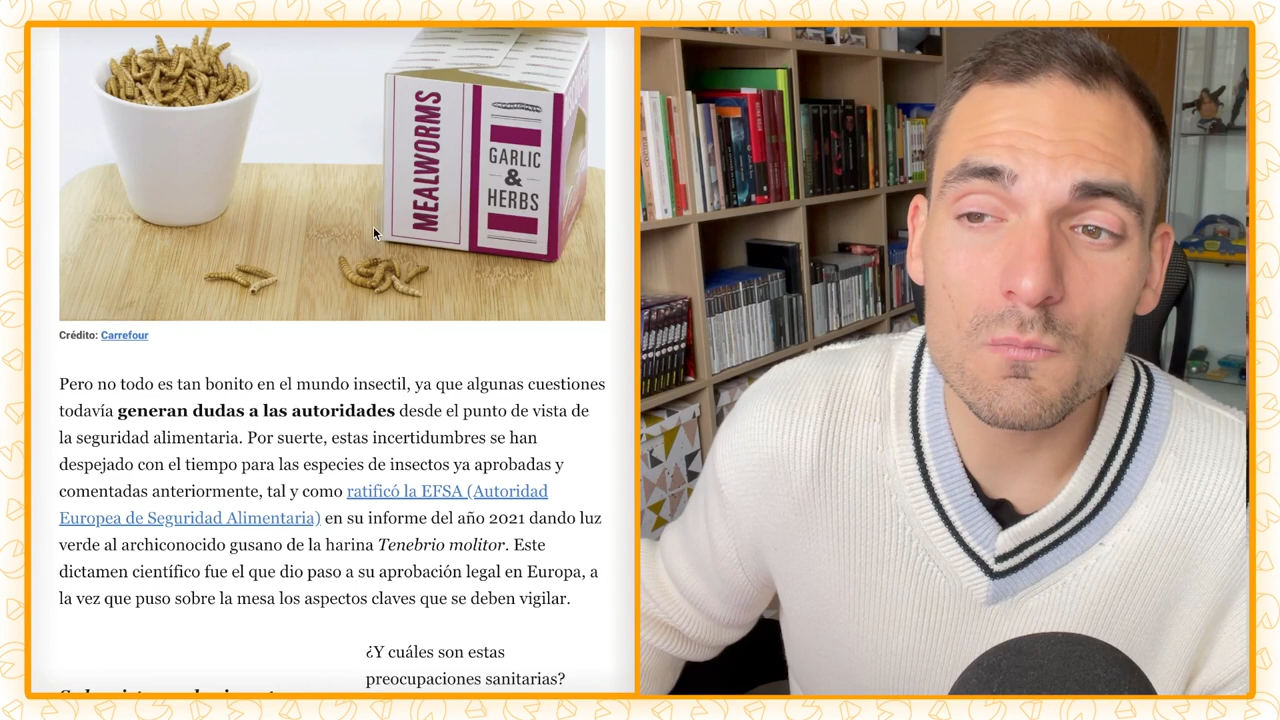 MEALWORMS
GARLIC
&
HERBS
Crédito: Carrefour
Pero no todo es tan bonito en el mundo insectil, ya que algunas cuestiones
todavía generan dudas a las autoridades desde el punto de vista de
la seguridad alimentaria. Por suerte, estas incertidumbres se han
despejado con el tiempo para las especies de insectos ya aprobadas y
comentadas anteriormente, tal y como ratificó la EFSA (Autoridad
Europea de Seguridad Alimentaria) en su informe del año 2021 dando luz
verde al archiconocido gusano de la harina Tenebrio molitor. Este
dictamen científico fue el que dio paso a su aprobación legal en Europa, a
la vez que puso sobre la mesa los aspectos claves que se deben vigilar.
¿Y cuáles son estas
preocupaciones sanitarias?